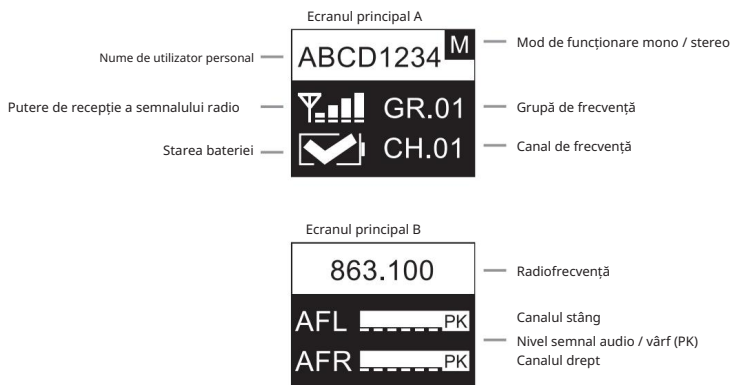 Ecranul principal A
Nume de utilizator personal
ABCD1234
M
Mod de funcționare mono / stereo
Putere de recepție a semnalului radio
GR.01
Grupă de frecvență
Starea bateriei
CH.01
Canal de frecvență
Ecranul principal B
863.100
Radiofrecvență
AFL
PK
Canalul stâng
Nivel semnal audio / vârf (PK)
AFR
PK
Canalul drept